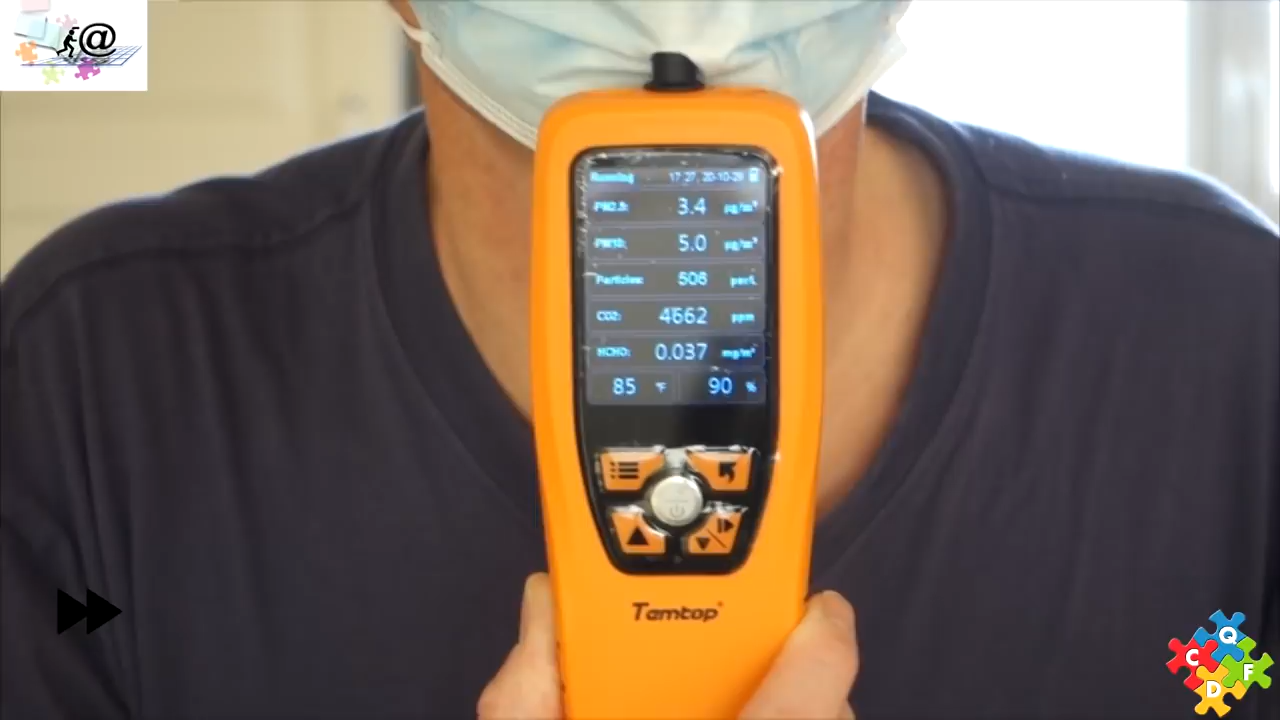 @
Running 17:27, 20-10-28
PM2.5: 3.4 µg/m³
PM10: 5.0 µg/m³
Particles: 506 per/L
CO2: 4662 ppm
HCHO: 0.037 mg/m³
85 °F 90 %
Temtop
Q
C
F
D